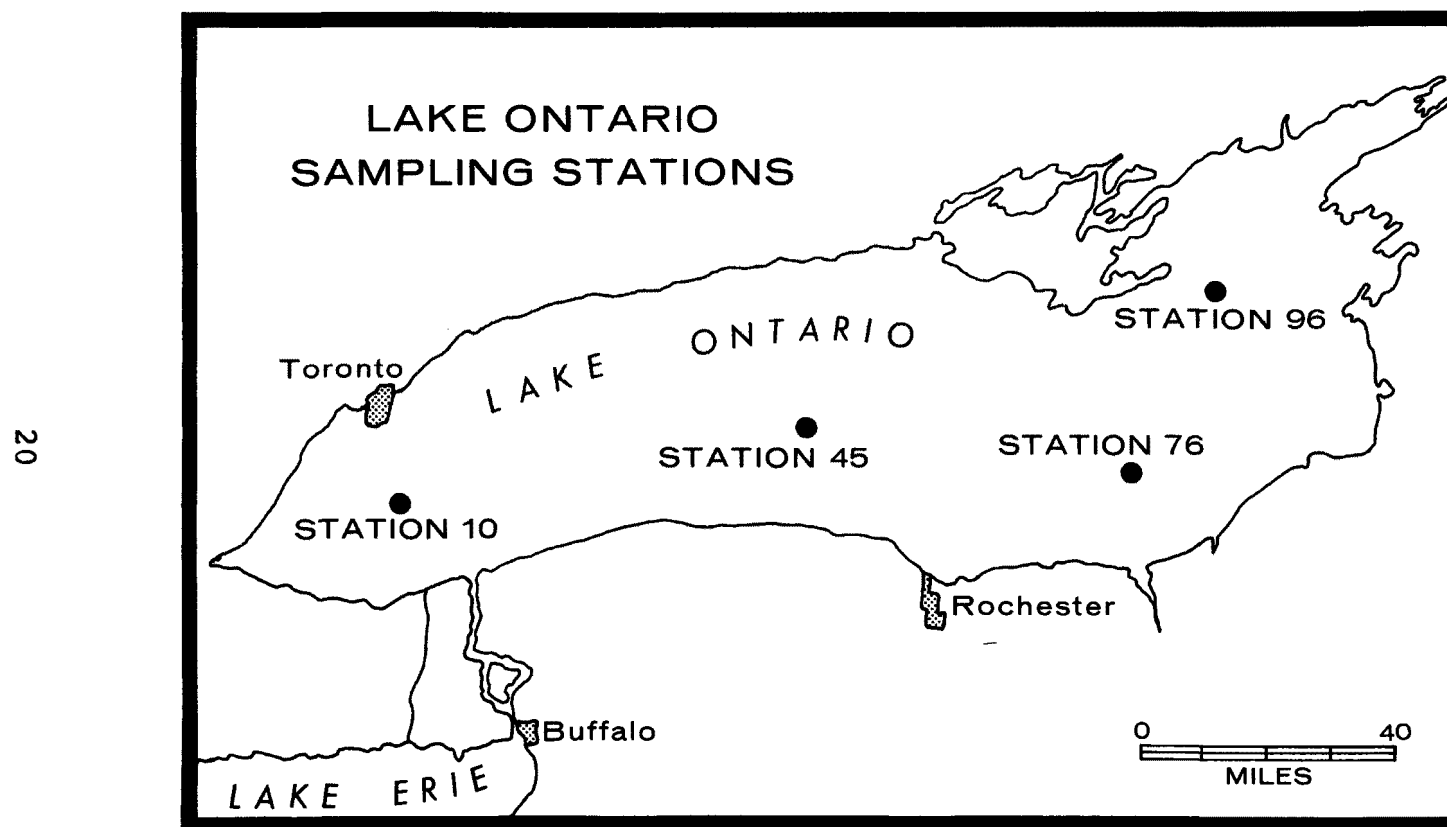 LAKE ONTARIO
SAMPLING STATIONS
Toronto
LAKE ONTARIO
STATION 96
STATION 45
STATION 76
STATION 10
Rochester
Buffalo
LAKE ERIE
0 40
MILES
20